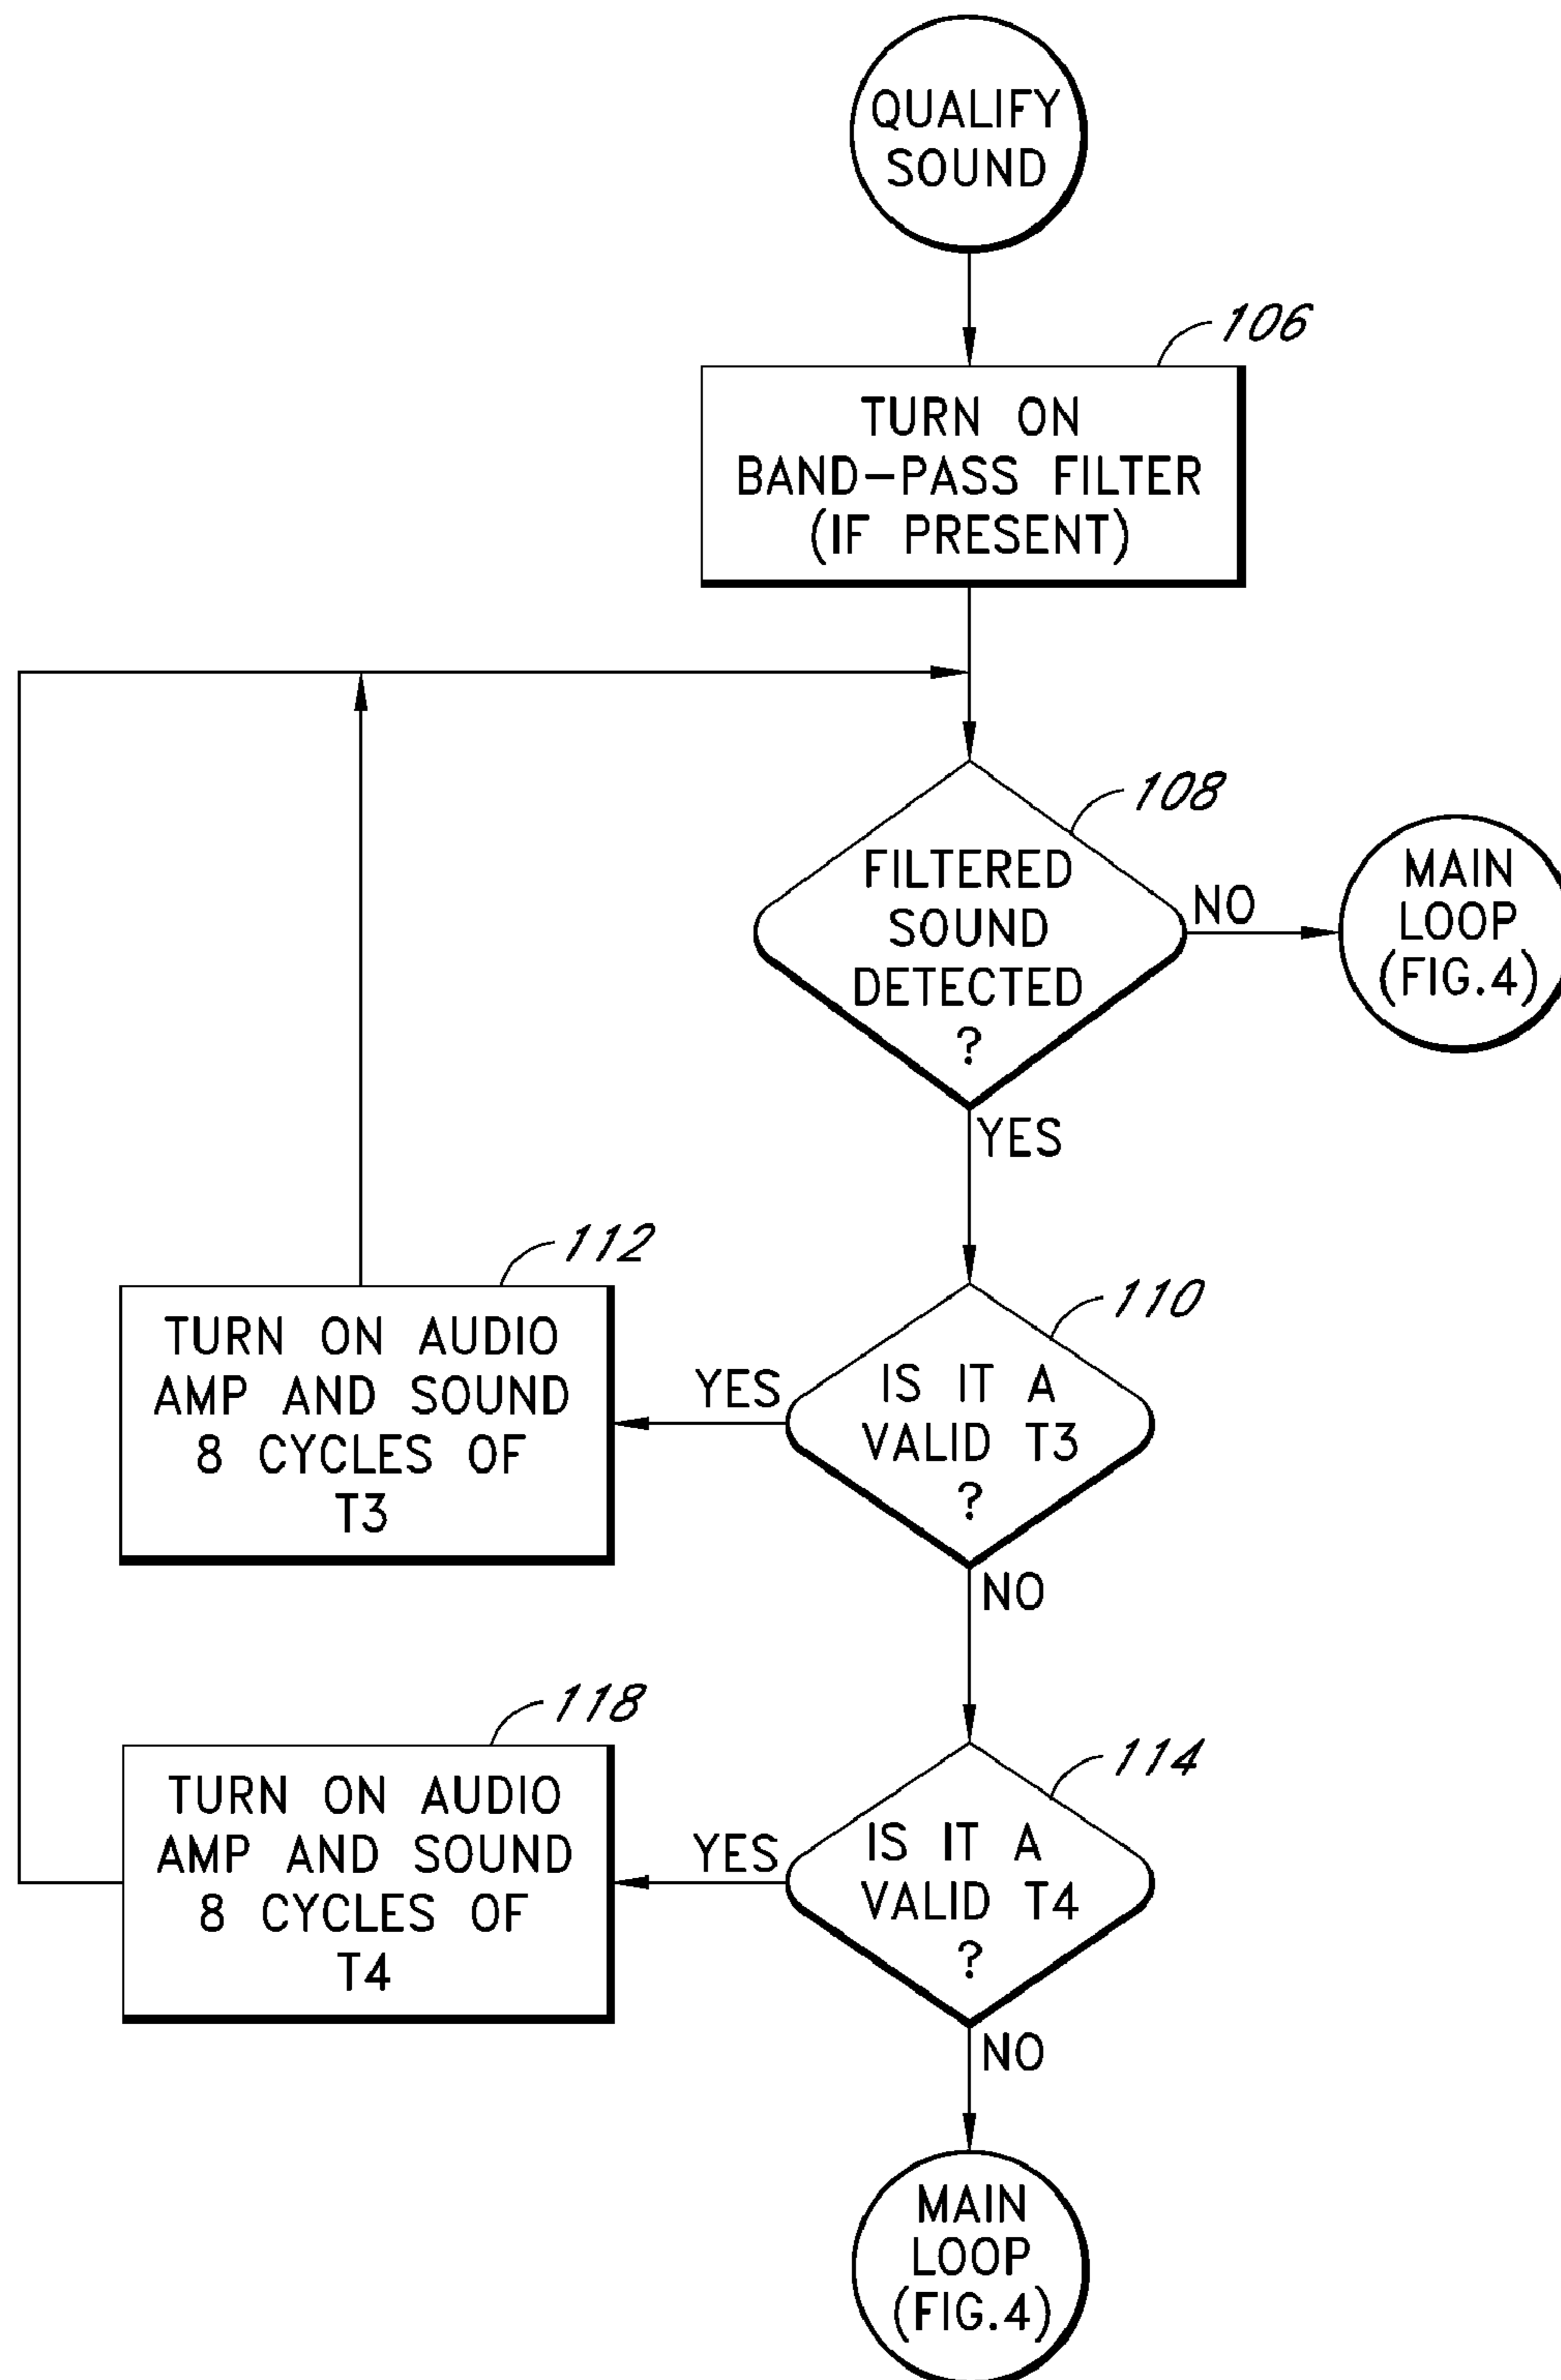 QUALIFY
SOUND
106
TURN ON
BAND-PASS FILTER
(IF PRESENT)
108
FILTERED
SOUND
DETECTED
?
NO
MAIN
LOOP
(FIG.4)
YES
112
TURN ON AUDIO
AMP AND SOUND
8 CYCLES OF
T3
YES
110
IS IT A
VALID T3
?
NO
118
TURN ON AUDIO
AMP AND SOUND
8 CYCLES OF
T4
YES
114
IS IT A
VALID T4
?
NO
MAIN
LOOP
(FIG.4)